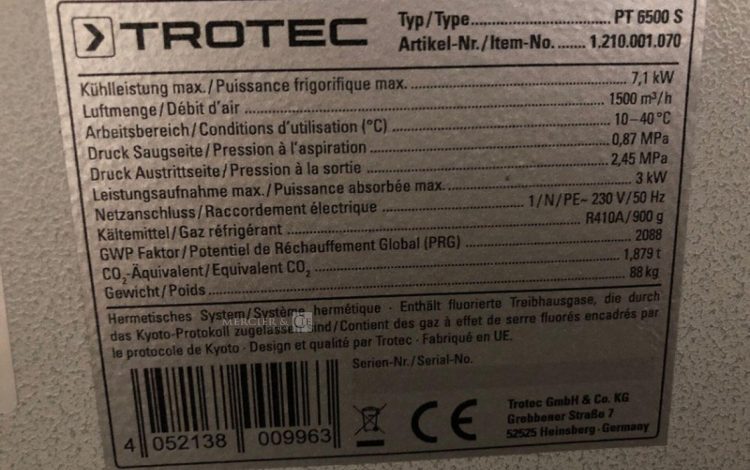 TROTEC
Typ/Type PT 6500 S
Artikel-Nr./Item-No. 1.210.001.070
Kühlleistung max./Puissance frigorifique max. 7,1 kW
Luftmenge/Débit d'air 1500 m³/h
Arbeitsbereich/Conditions d'utilisation (°C) 10–40°C
Druck Saugseite/Pression à l'aspiration 0,87 MPa
Druck Austrittseite/Pression à la sortie 2,45 MPa
Leistungsaufnahme max./Puissance absorbée max. 3 kW
Netzanschluss/Raccordement électrique 1/N/PE~ 230 V/50 Hz
Kältemittel/Gaz réfrigérant R410A/900 g
GWP Faktor/Potentiel de Réchauffement Global (PRG) 2088
CO₂-Äquivalent/Equivalent CO₂ 1,879 t
Gewicht/Poids 88 kg
Hermetisches System/Système hermétique · Enthält fluorierte Treibhausgase, die durch
das Kyoto-Protokoll zugelassen sind/Contient des gaz à effet de serre fluorés encadrés par
le protocole de Kyoto · Design et qualité par Trotec · Fabriqué en UE.
MERCIER & CIE
Serien-Nr./Serial-No.
4 052138 009963
CE
Trotec GmbH & Co. KG
Grebbener Straße 7
52525 Heinsberg · Germany